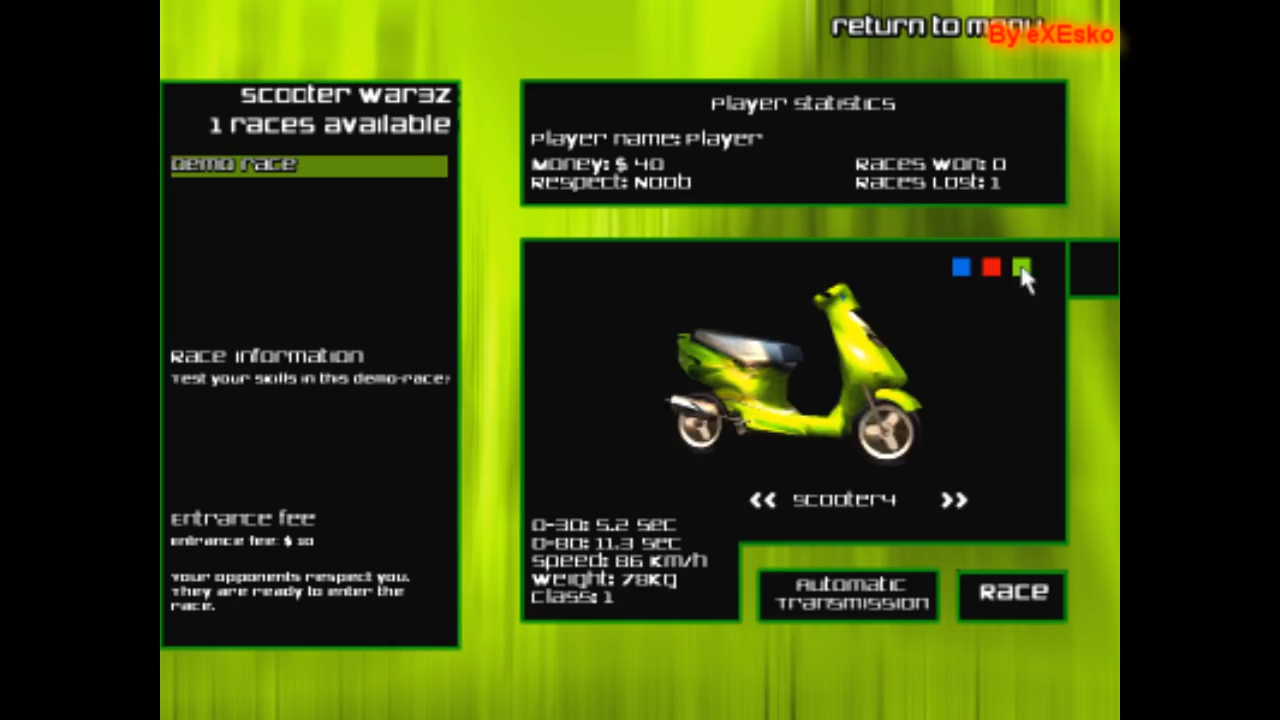 return to menu
By eXEsko
scooter war3z
1 races available
Demo race
Race information
Test your skills in this demo-race!
Entrance fee
entrance fee: $ 10
Your opponents respect you.
They are ready to enter the
race.
Player statistics
Player name: Player
Money: $ 40
Respect: Noob
Races Won: 0
Races Lost: 1
<< scooter4 >>
0-30: 5.2 sec
0-80: 11.3 sec
speed: 86 Km/h
Weight: 78Kg
Class: 1
Automatic
Transmission
Race